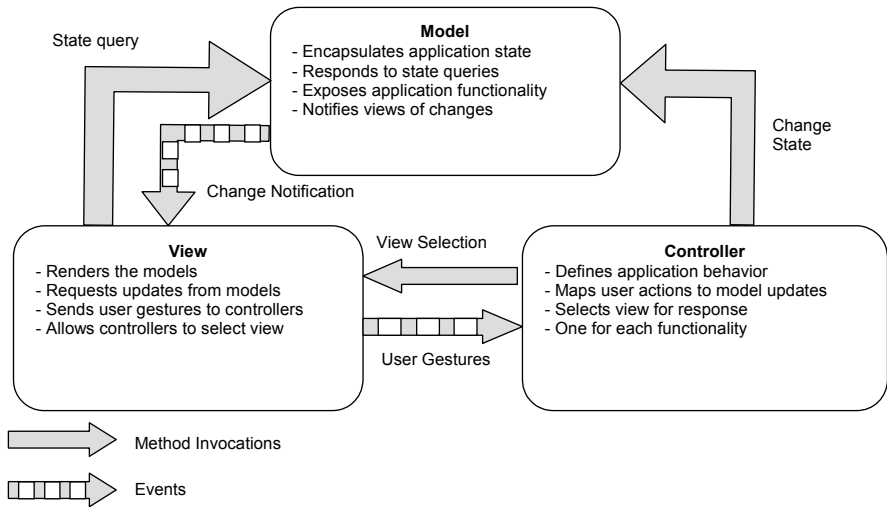 State query
Model
- Encapsulates application state
- Responds to state queries
- Exposes application functionality
- Notifies views of changes
Change
State
Change Notification
View
- Renders the models
- Requests updates from models
- Sends user gestures to controllers
- Allows controllers to select view
View Selection
User Gestures
Controller
- Defines application behavior
- Maps user actions to model updates
- Selects view for response
- One for each functionality
Method Invocations
Events